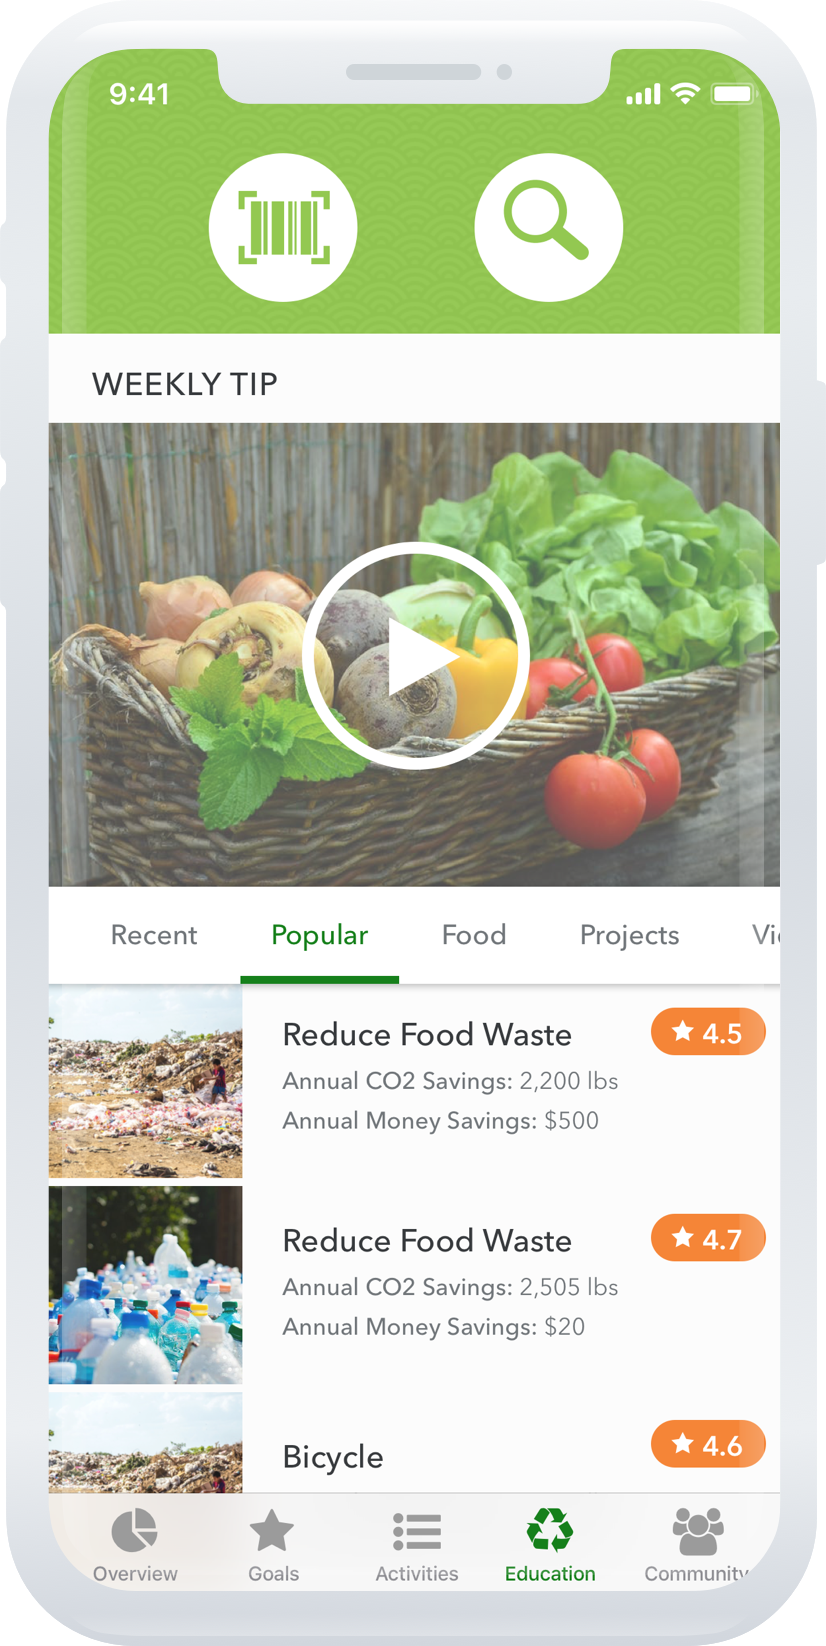 9:41
WEEKLY TIP
Recent Popular Food Projects
Reduce Food Waste
★ 4.5
Annual CO2 Savings: 2,200 lbs
Annual Money Savings: $500
Reduce Food Waste
★ 4.7
Annual CO2 Savings: 2,505 lbs
Annual Money Savings: $20
Bicycle
★ 4.6
Overview Goals Activities Education Community